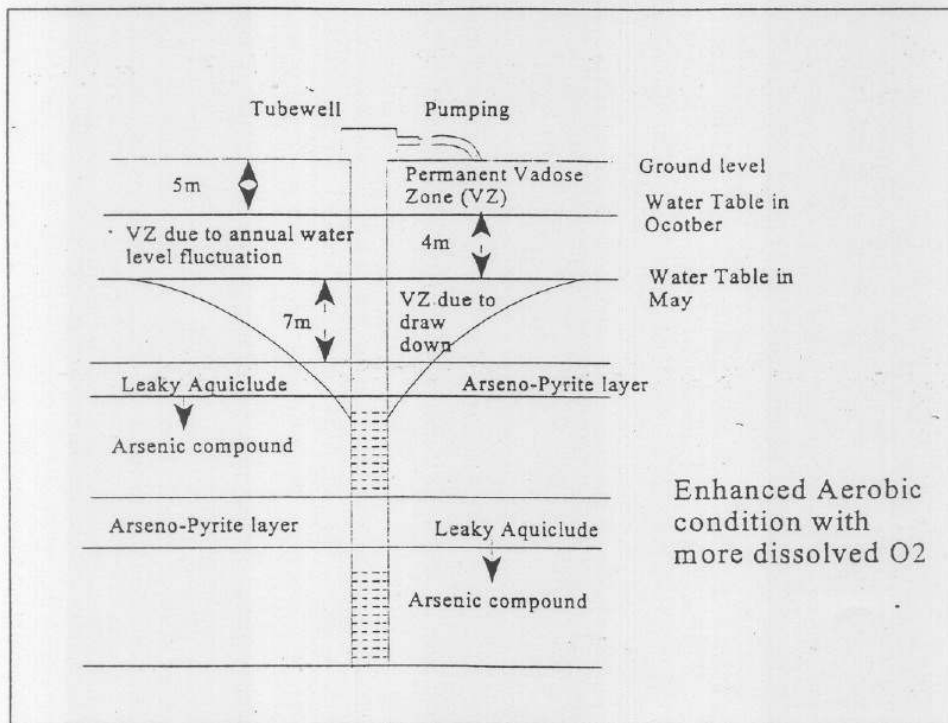 Tubewell Pumping
Ground level
5m
Permanent Vadose
Zone (VZ)
Water Table in
Ocotber
VZ due to annual water
level fluctuation
4m
Water Table in
May
7m
VZ due to
draw
down
Leaky Aquiclude
Arseno-Pyrite layer
Arsenic compound
Enhanced Aerobic
condition with
more dissolved O2
Arseno-Pyrite layer
Leaky Aquiclude
Arsenic compound